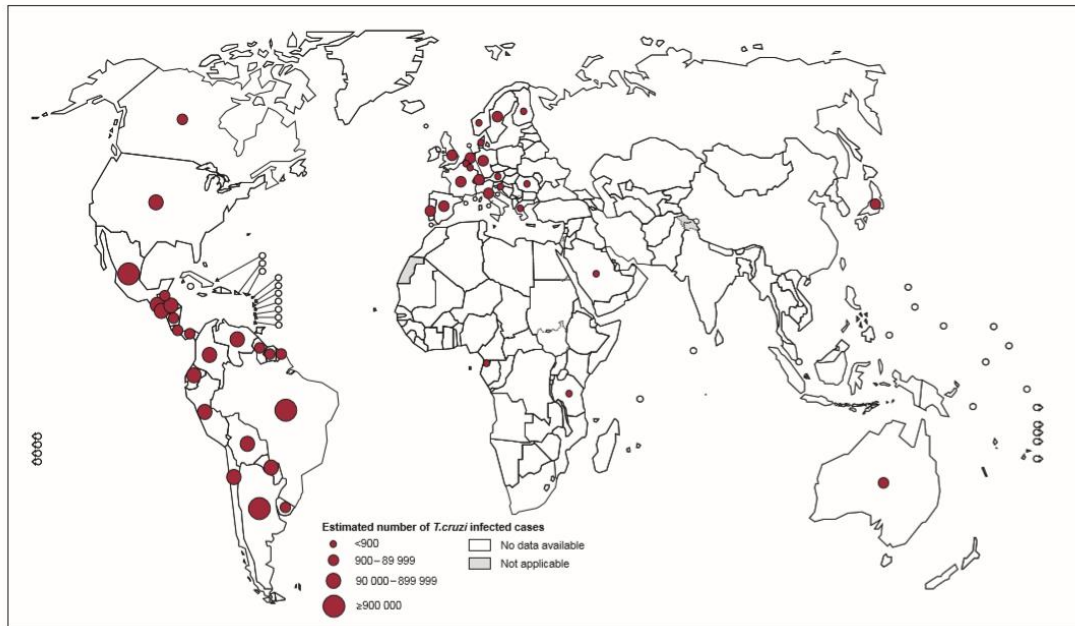 Estimated number of T.cruzi infected cases
<900
900–89 999
90 000–899 999
≥900 000
No data available
Not applicable